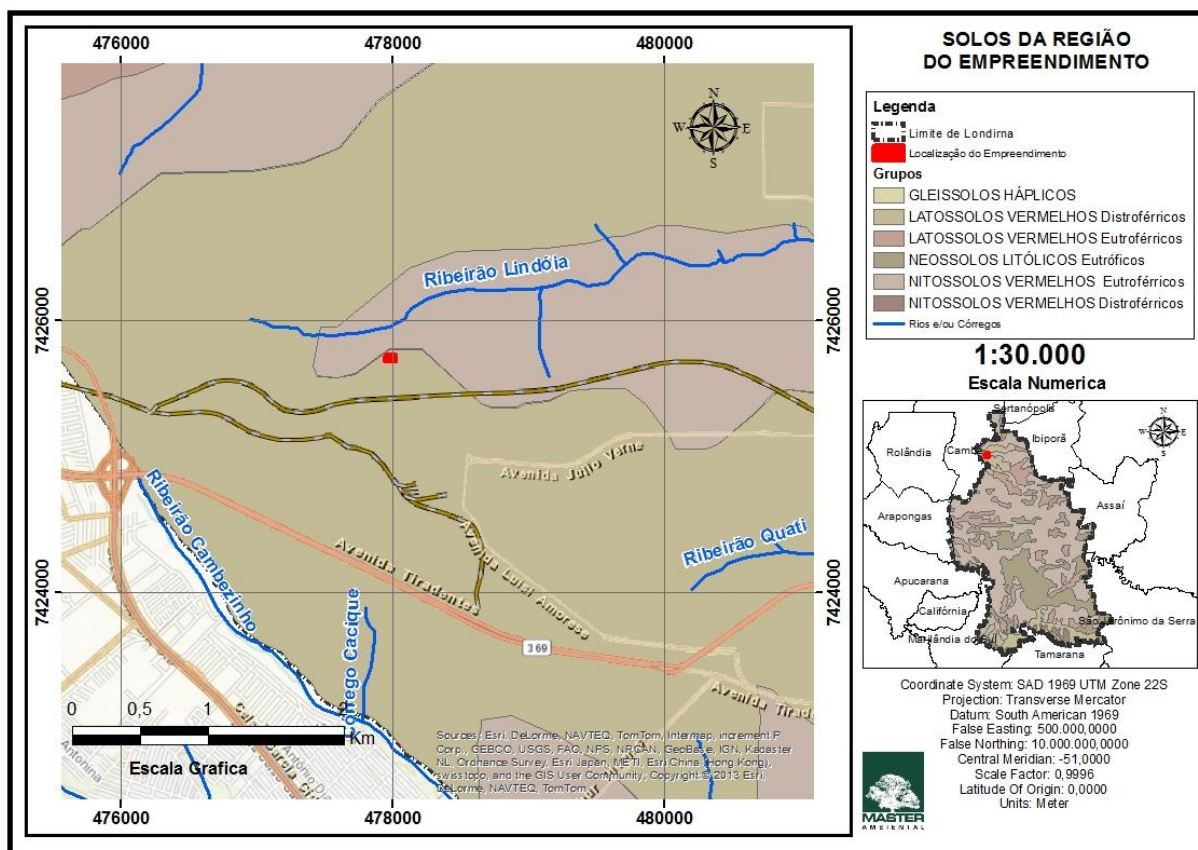 476000
478000
480000
7426000
7424000
7426000
7424000
476000
478000
480000
N
W
E
S
Ribeirão Lindóia
Avenida Julio Verne
Ribeirão Cambezinho
Avenida Tiradentes
Avenida Luigi Amorese
Ribeirão Quati
369
Córrego Cacique
Avenida Tirad
0 0,5 1 2
Km
Escala Grafica
Sources: Esri, DeLorme, NAVTEQ, TomTom, Intermap, increment P
Corp., GEBCO, USGS, FAO, NPS, NRCAN, GeoBase, IGN, Kadaster
NL, Ordnance Survey, Esri Japan, METI, Esri China (Hong Kong),
swisstopo, and the GIS User Community, Copyright © 2013 Esri,
DeLorme, NAVTEQ, TomTom
SOLOS DA REGIÃO
DO EMPREENDIMENTO
Legenda
Limite de Londirna
Localização do Empreendimento
Grupos
GLEISSOLOS HÁPLICOS
LATOSSOLOS VERMELHOS Distroférricos
LATOSSOLOS VERMELHOS Eutroférricos
NEOSSOLOS LITÓLICOS Eutróficos
NITOSSOLOS VERMELHOS Eutroférricos
NITOSSOLOS VERMELHOS Distroférricos
Rios e/ou Córregos
1:30.000
Escala Numerica
Sertanópolis
Ibiporã
Rolândia
Cambé
Assaí
Arapongas
Apucarana
Califórnia
São Jerônimo da Serra
Marilândia do Sul
Tamarana
N
W
E
S
Coordinate System: SAD 1969 UTM Zone 22S
Projection: Transverse Mercator
Datum: South American 1969
False Easting: 500.000,0000
False Northing: 10.000.000,0000
Central Meridian: -51,0000
Scale Factor: 0,9996
Latitude Of Origin: 0,0000
Units: Meter
MASTER
AMBIENTAL